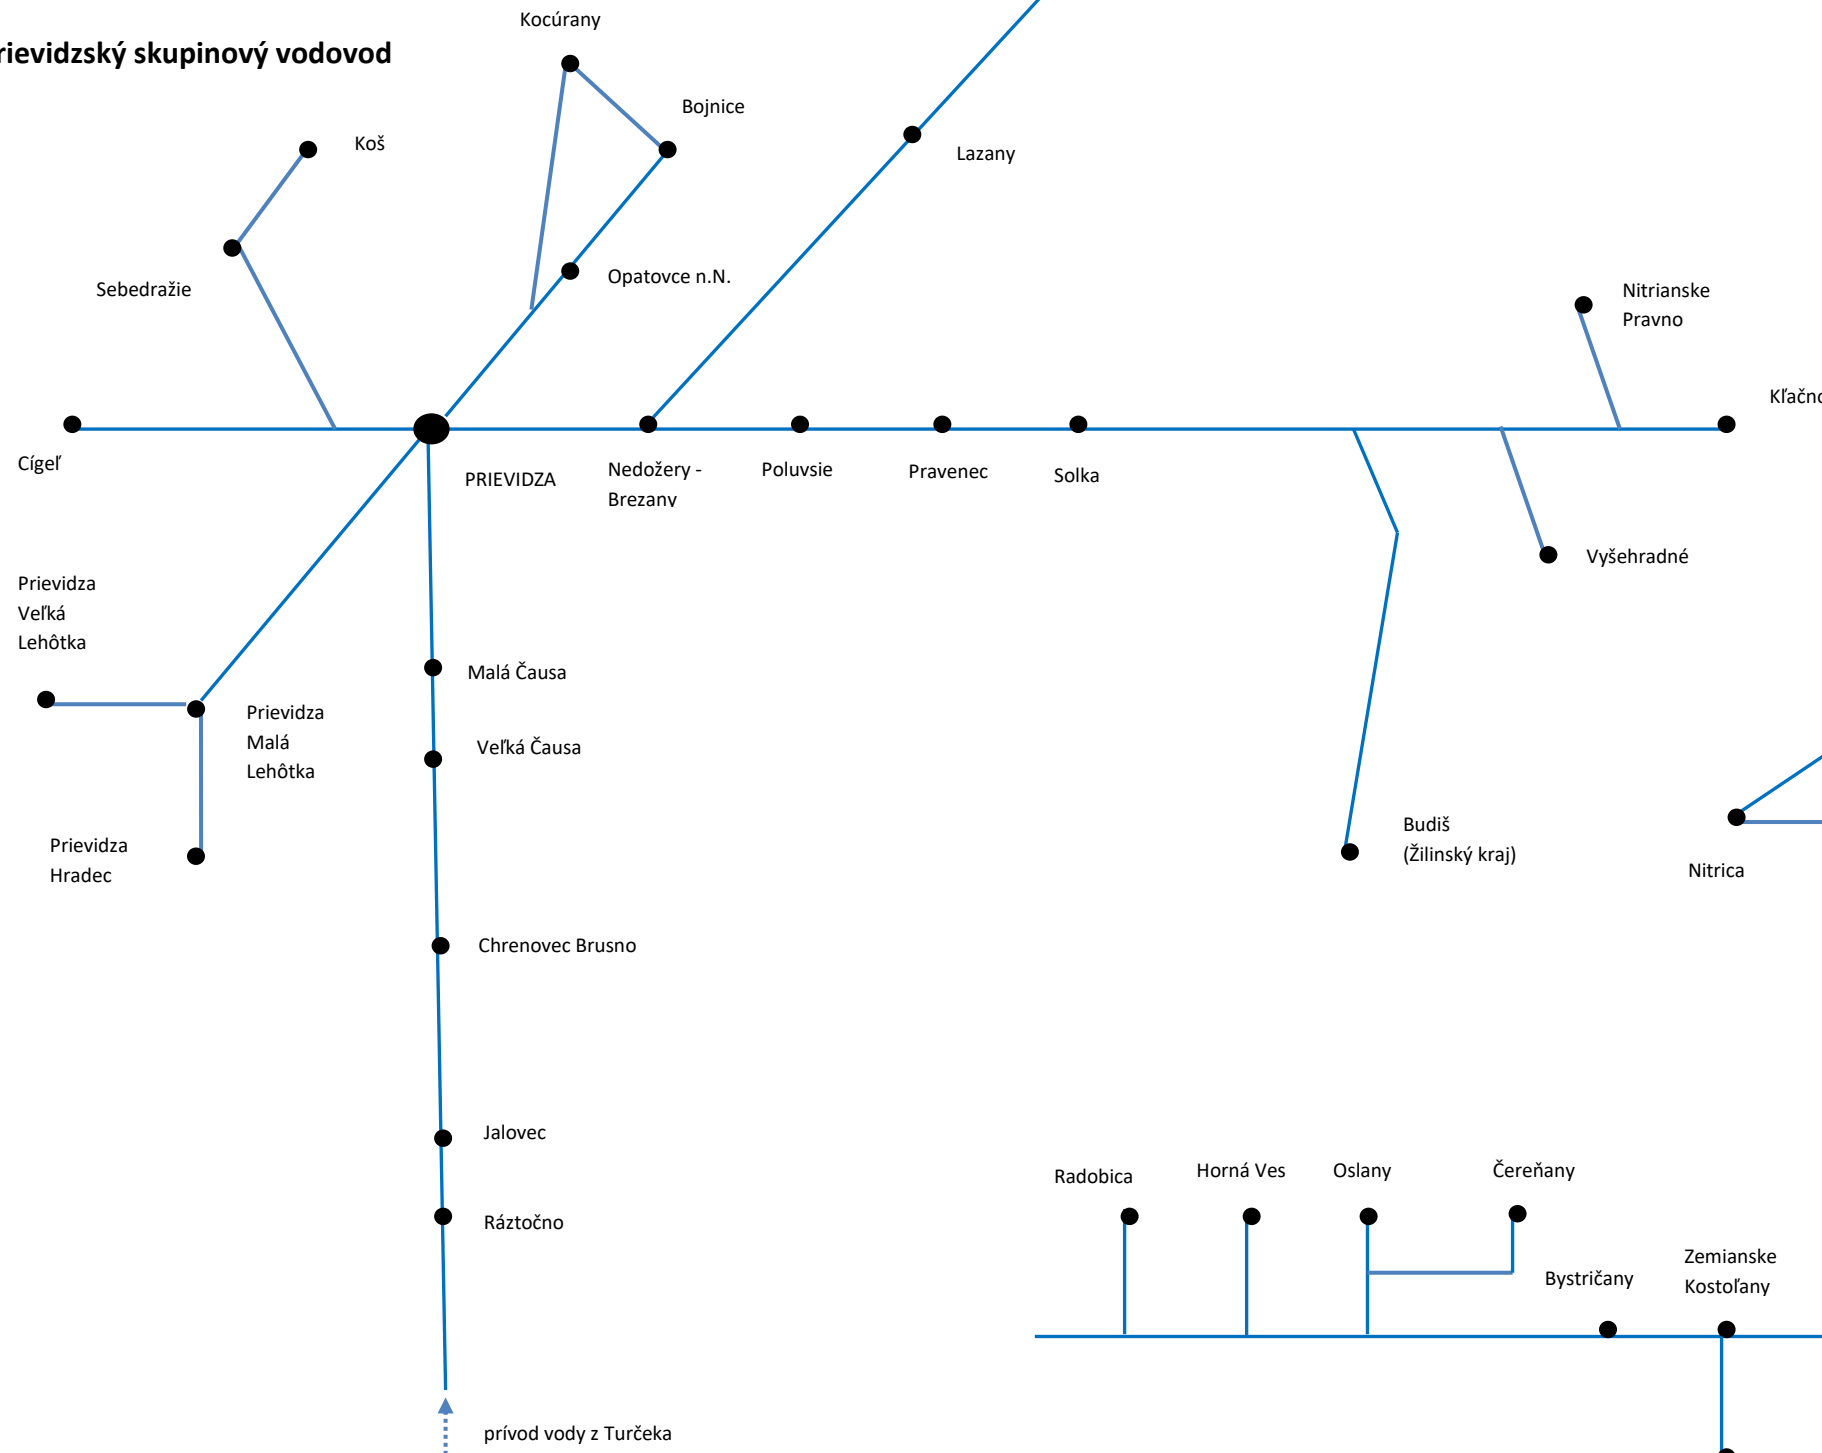 Kocúrany
rievidzský skupinový vodovod
Bojnice
Koš
Lazany
Sebedražie
Opatovce n.N.
Nitrianske
Pravno
Kľačno
Cígeľ
PRIEVIDZA
Nedožery -
Brezany
Poluvsie
Pravenec
Solka
Vyšehradné
Prievidza
Veľká
Lehôtka
Malá Čausa
Prievidza
Malá
Lehôtka
Veľká Čausa
Prievidza
Hradec
Budiš
(Žilinský kraj)
Nitrica
Chrenovec Brusno
Jalovec
Ráztočno
Radobica
Horná Ves
Oslany
Čereňany
Bystričany
Zemianske
Kostoľany
prívod vody z Turčeka